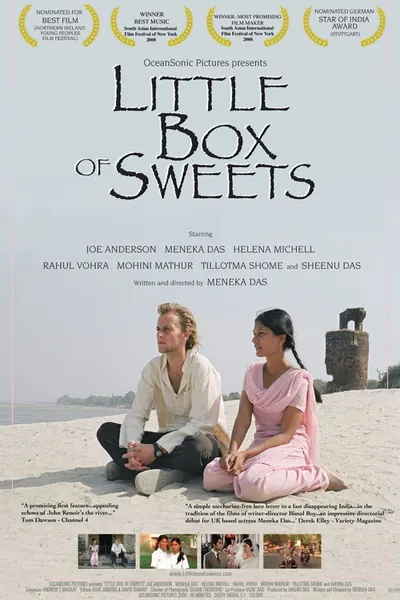 NOMINATED FOR
BEST FILM
(NORTHERN IRELAND
YOUNG PEOPLES
FILM FESTIVAL)
WINNER
BEST MUSIC
South Asian International
Film Festival of New York
2008
WINNER- MOST PROMISING
FILM MAKER
South Asian International
Film Festival of New York
2008
NOMINATED GERMAN
STAR OF INDIA
AWARD
(STUTTGART)
OceanSonic Pictures presents
LITTLE
BOX
OF SWEETS
Starring
JOE ANDERSON MENEKA DAS HELENA MICHELL
RAHUL VOHRA MOHINI MATHUR TILLOTMA SHOME and SHEENU DAS
Written and directed by MENEKA DAS
"A promising first feature...appealing
echoes of John Renoir's the river...
Tom Dawson - Channel 4
"A simple saccharine-free love letter to a fast disappearing India...in the
tradition of the films of writer-director Bimal Roy...an impressive directorial
debut for UK based actress Meneka Das..." Derek Elley - Variety Magazine
www.littleboxofsweets.com